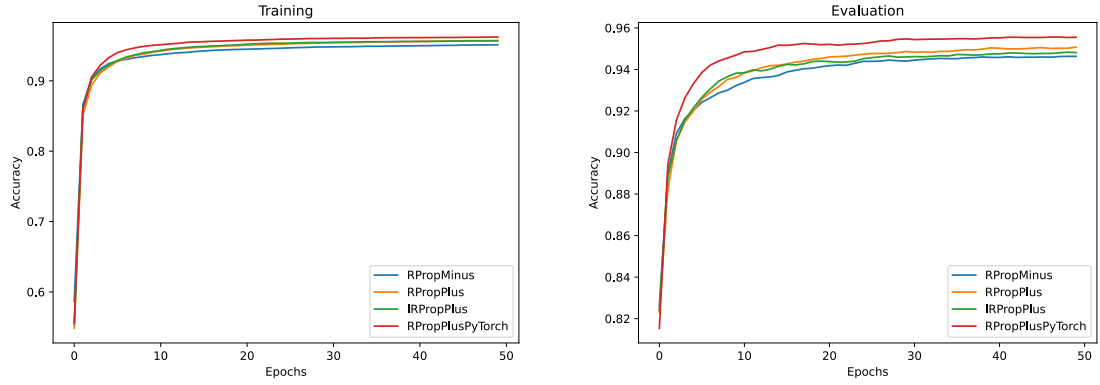 Training
Accuracy
0.9
0.8
0.7
0.6
0
10
20
30
40
50
Epochs
RPropMinus
RPropPlus
IRPropPlus
RPropPlusPyTorch
Evaluation
Accuracy
0.96
0.94
0.92
0.90
0.88
0.86
0.84
0.82
0
10
20
30
40
50
Epochs
RPropMinus
RPropPlus
IRPropPlus
RPropPlusPyTorch